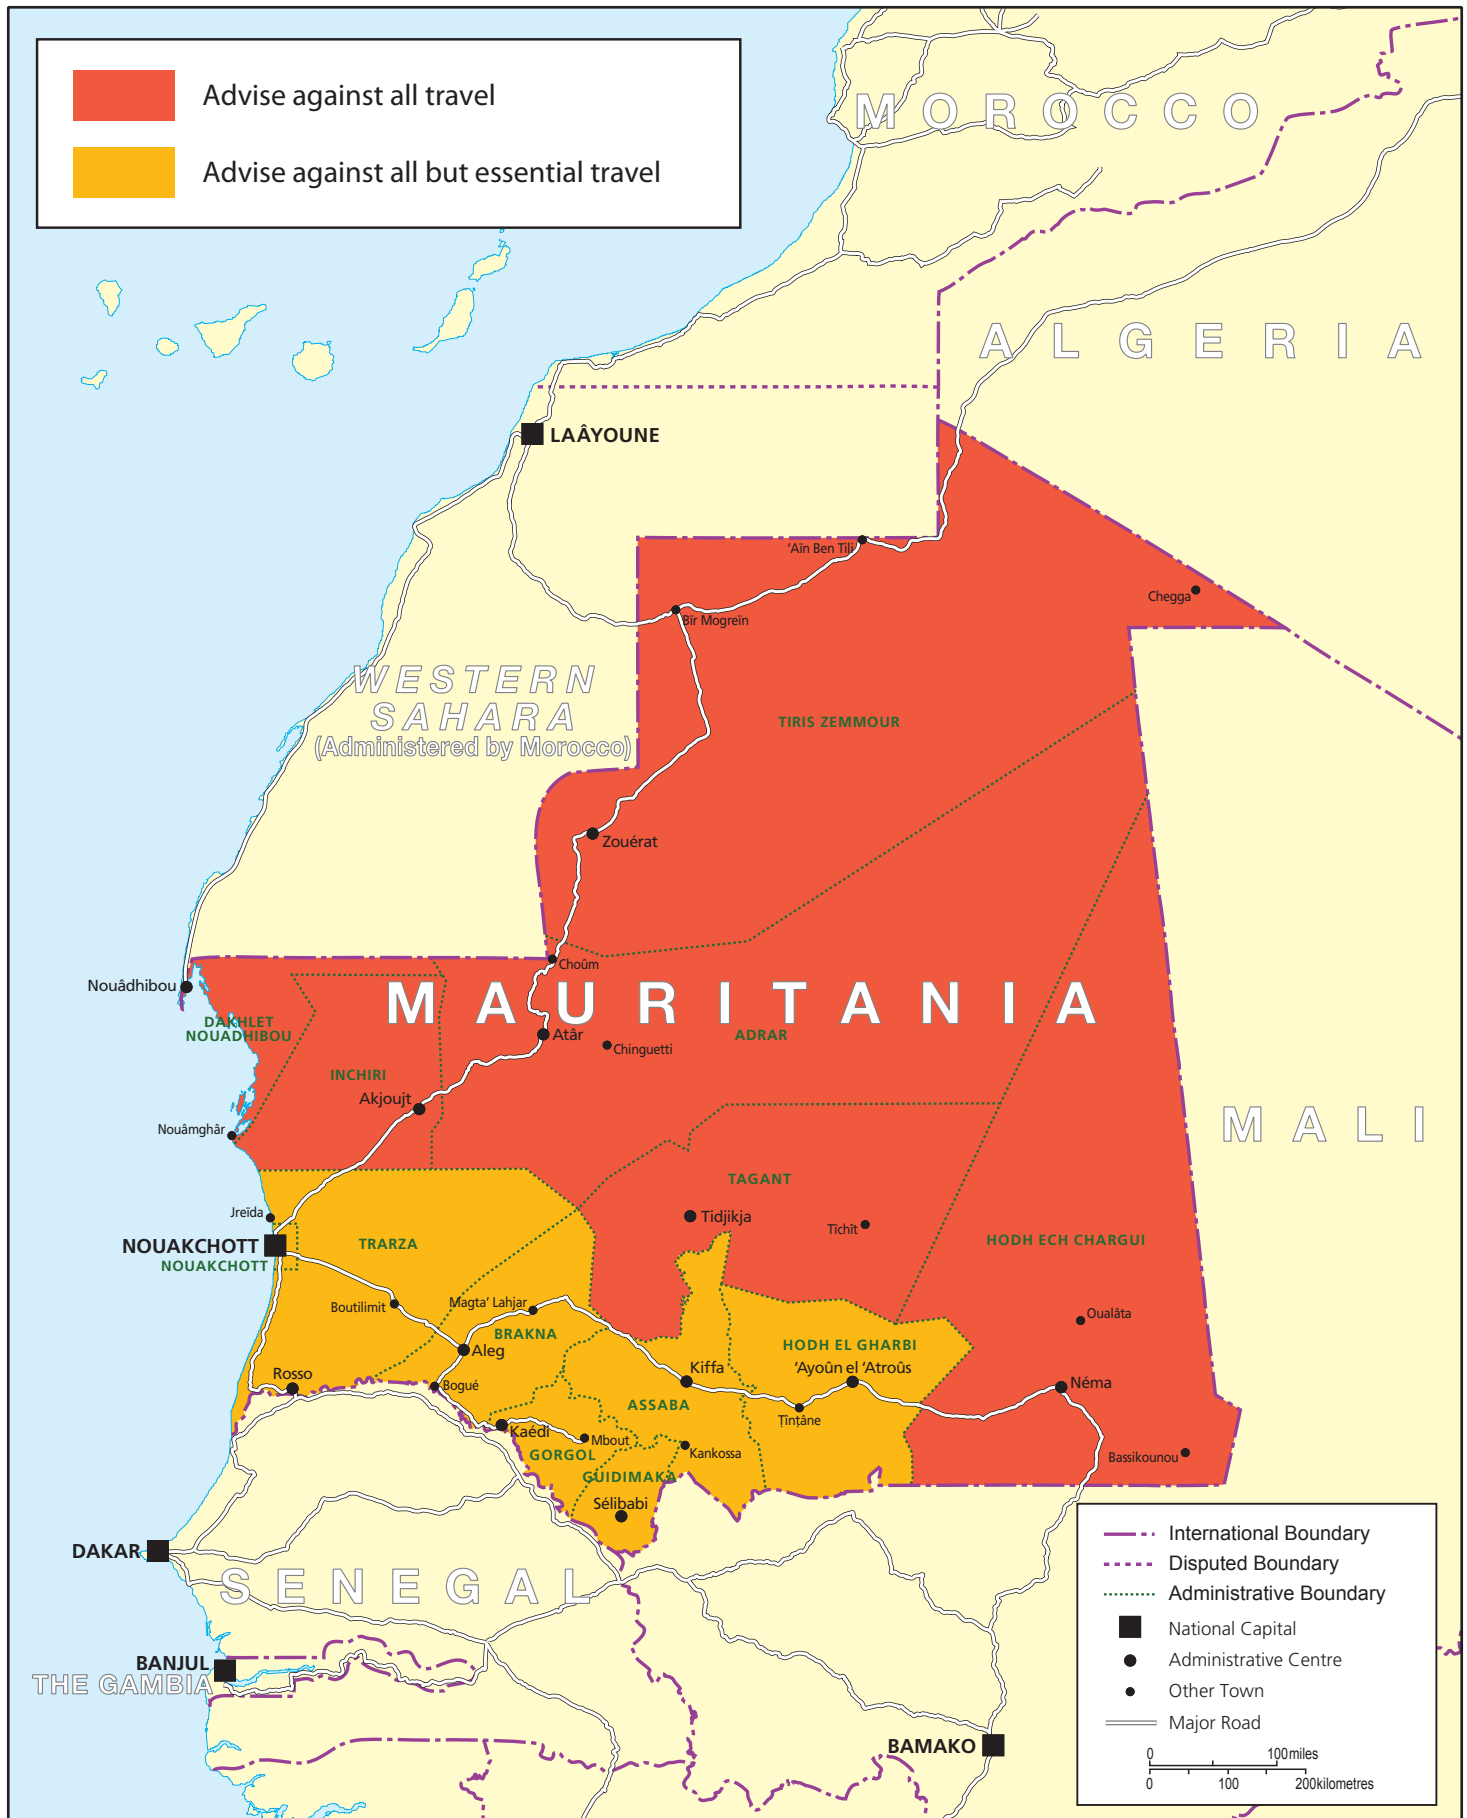 Advise against all travel
Advise against all but essential travel
MOROCCO
ALGERIA
LAÂYOUNE
'Aïn Ben Tili
Chegga
Bîr Mogreïn
WESTERN
SAHARA
(Administered by Morocco)
TIRIS ZEMMOUR
Zouérat
Choûm
Nouâdhibou
MAURITANIA
DAKHLET
NOUADHIBOU
Atâr
ADRAR
Chinguetti
INCHIRI
Akjoujt
Nouâmghâr
MALI
TAGANT
Jreïda
Tidjikja
Tîchît
NOUAKCHOTT
TRARZA
HODH ECH CHARGUI
NOUAKCHOTT
Boutilimit
Magta' Lahjar
Oualâta
BRAKNA
HODH EL GHARBI
Aleg
Kiffa
'Ayoûn el 'Atroûs
Rosso
Bogué
Néma
ASSABA
Ţînţâne
Kaédi
Mbout
Kankossa
GORGOL
Bassikounou
GUIDIMAKA
Sélibabi
DAKAR
SENEGAL
BANJUL
THE GAMBIA
BAMAKO
International Boundary
Disputed Boundary
Administrative Boundary
National Capital
Administrative Centre
Other Town
Major Road
0 100miles
0 100 200kilometres